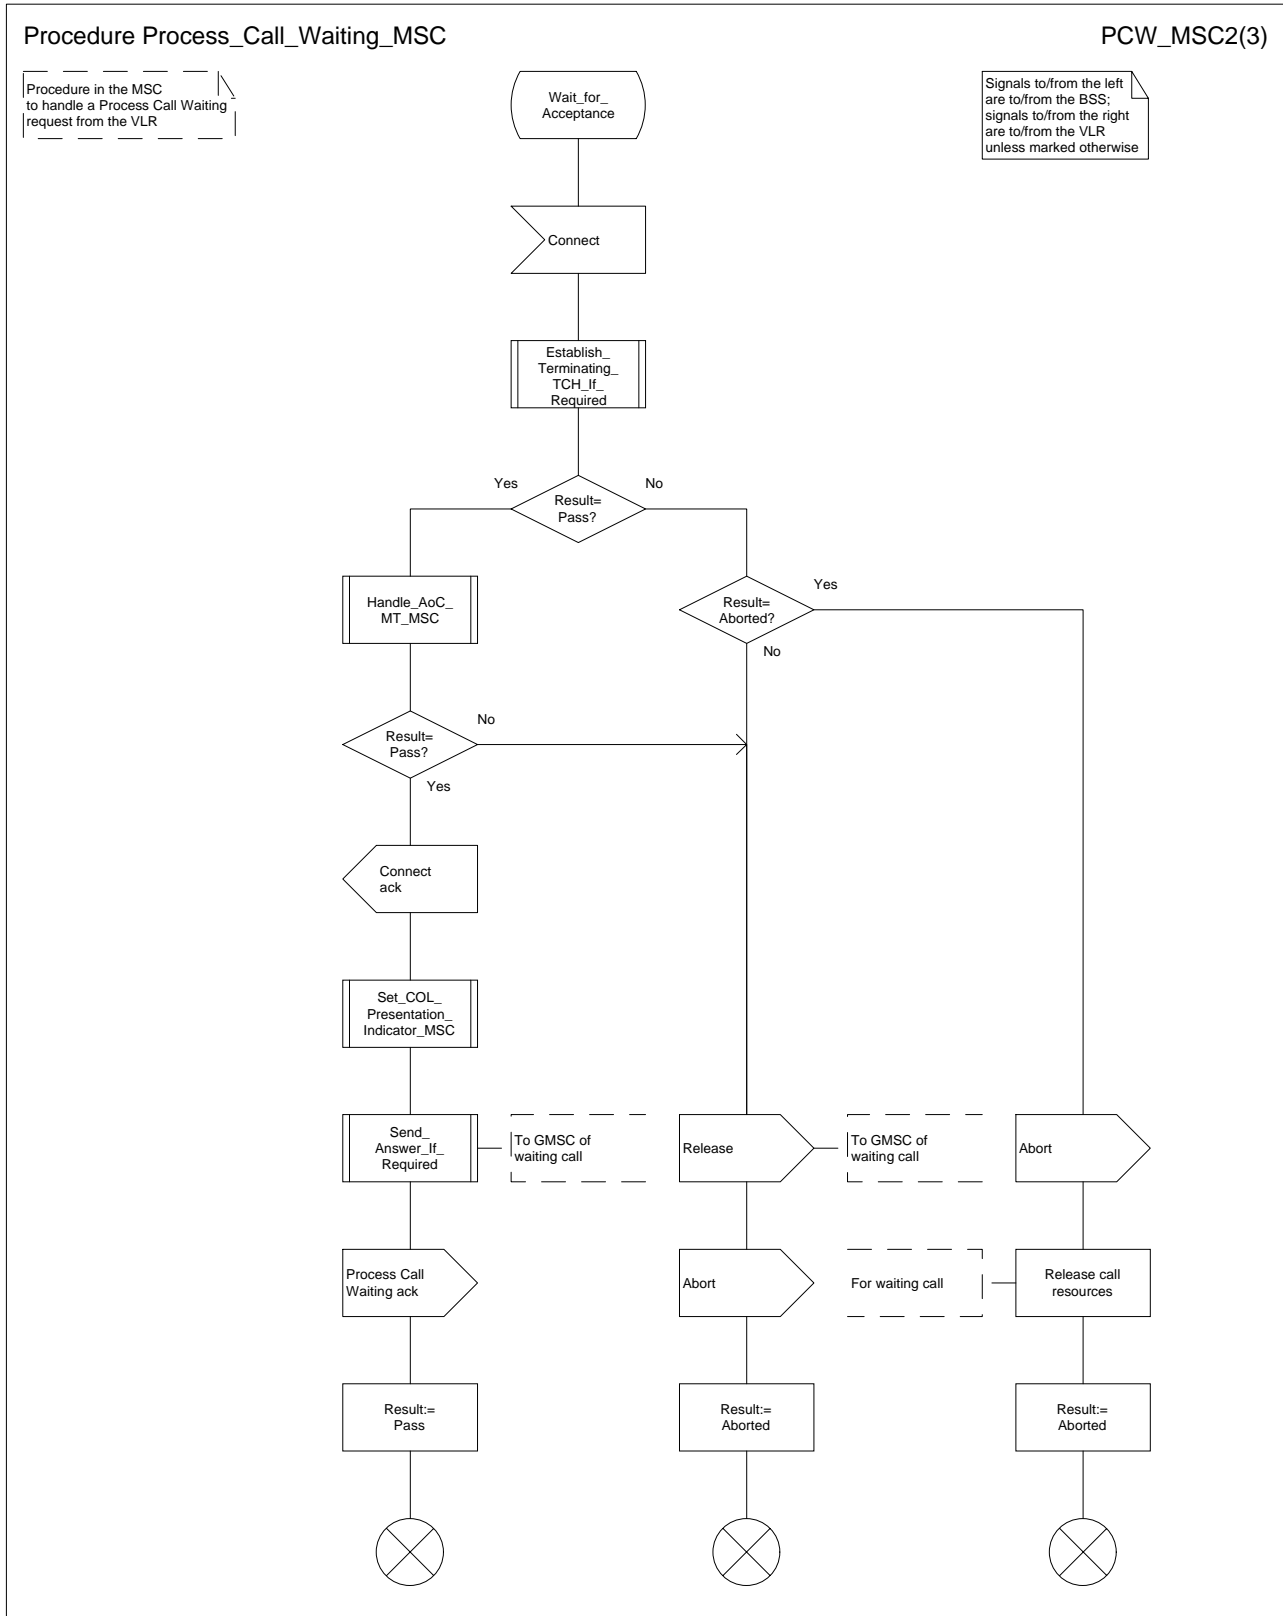 Procedure Process_Call_Waiting_MSC
PCW_MSC2(3)
Procedure in the MSC
to handle a Process Call Waiting
request from the VLR
Wait_for_
Acceptance
Signals to/from the left
are to/from the BSS;
signals to/from the right
are to/from the VLR
unless marked otherwise
Connect
Establish_
Terminating_
TCH_If_
Required
Yes
No
Result=
Pass?
Handle_AoC_
MT_MSC
Result=
Aborted?
Yes
No
Result=
Pass?
No
Yes
Connect
ack
Set_COL_
Presentation_
Indicator_MSC
Send_
Answer_If_
Required
To GMSC of
waiting call
Release
To GMSC of
waiting call
Abort
Process Call
Waiting ack
Abort
For waiting call
Release call
resources
Result:=
Pass
Result:=
Aborted
Result:=
Aborted